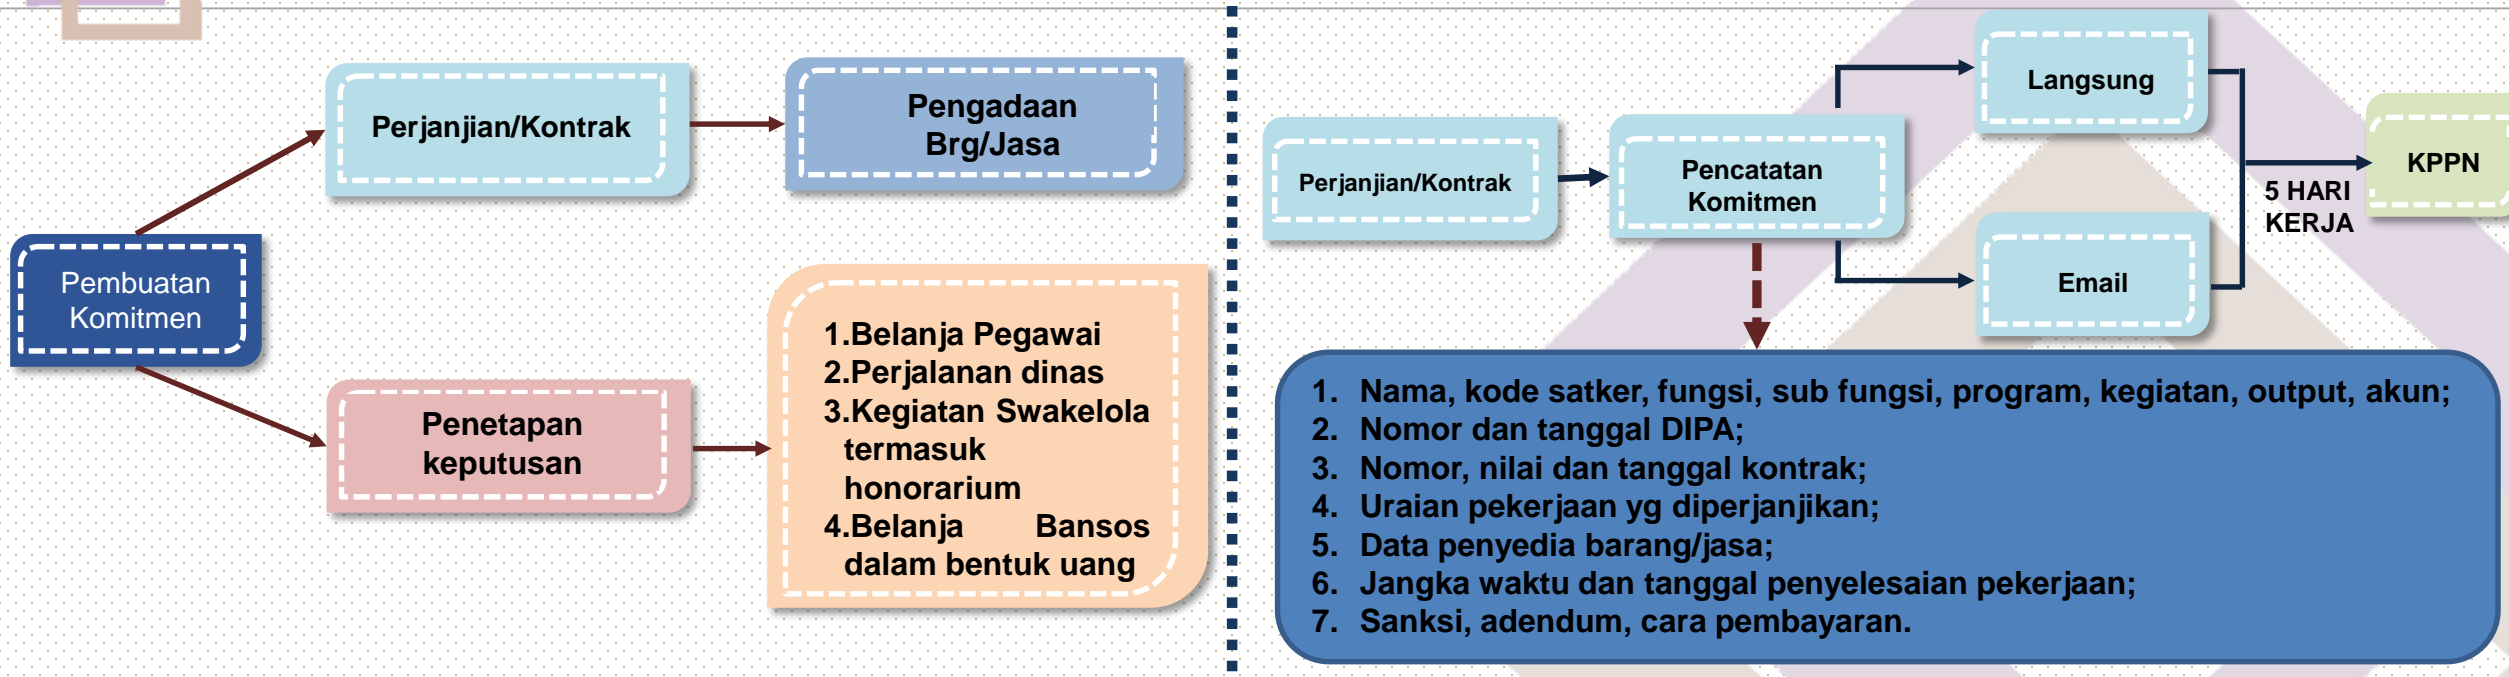 Pembuatan
Komitmen
Perjanjian/Kontrak
Pengadaan
Brg/Jasa
Penetapan
keputusan
1.Belanja Pegawai
2.Perjalanan dinas
3.Kegiatan Swakelola
termasuk
honorarium
4.Belanja Bansos
dalam bentuk uang
Perjanjian/Kontrak
Pencatatan
Komitmen
Langsung
Email
5 HARI
KERJA
KPPN
1. Nama, kode satker, fungsi, sub fungsi, program, kegiatan, output, akun;
2. Nomor dan tanggal DIPA;
3. Nomor, nilai dan tanggal kontrak;
4. Uraian pekerjaan yg diperjanjikan;
5. Data penyedia barang/jasa;
6. Jangka waktu dan tanggal penyelesaian pekerjaan;
7. Sanksi, adendum, cara pembayaran.